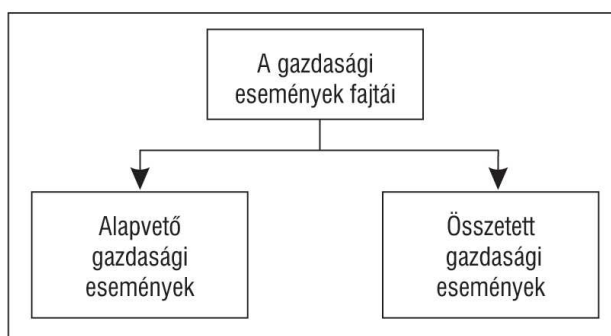 A gazdasági
események fajtái
Alapvető
gazdasági
események
Összetett
gazdasági
események